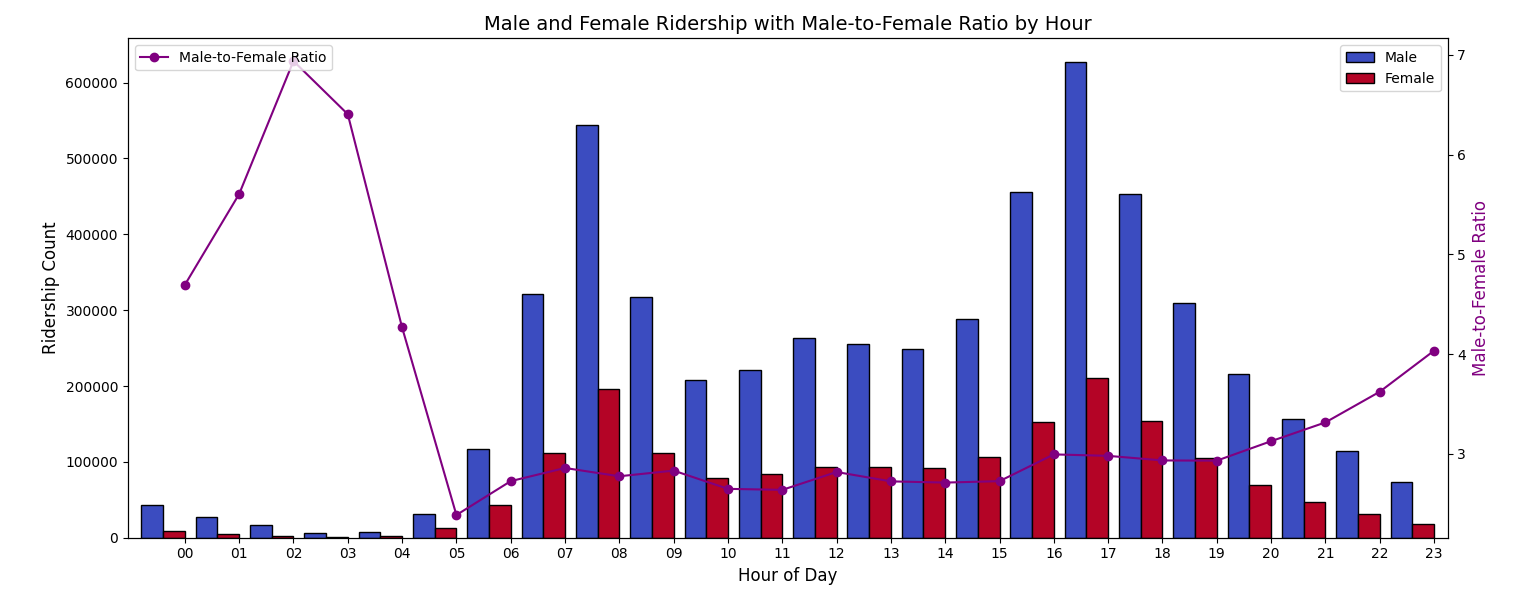 Male and Female Ridership with Male-to-Female Ratio by Hour
Male-to-Female Ratio
Male
Female
Ridership Count
600000
500000
400000
300000
200000
100000
0
7
6
5
4
3
Male-to-Female Ratio
00 01 02 03 04 05 06 07 08 09 10 11 12 13 14 15 16 17 18 19 20 21 22 23
Hour of Day